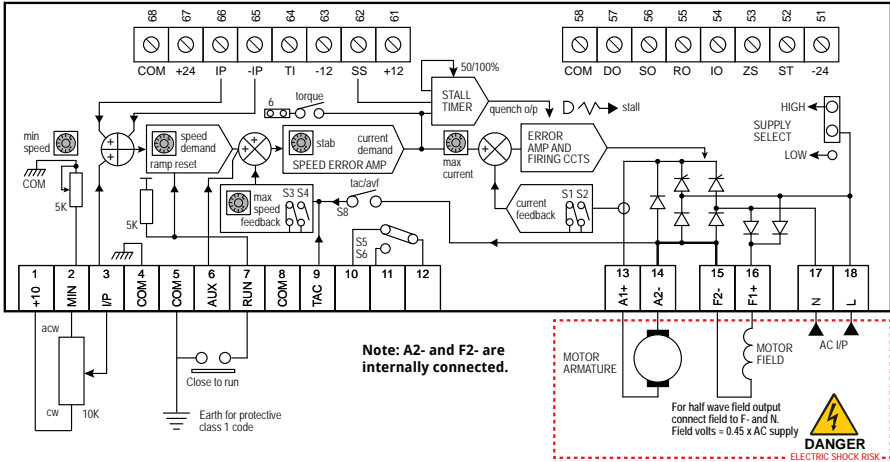 68 67 66 65 64 63 62 61
58 57 56 55 54 53 52 51
COM +24 IP -IP TI -12 SS +12
COM DO SO RO IO ZS ST -24
50/100%
STALL
TIMER
quench o/p
stall
HIGH
SUPPLY
SELECT
LOW
6
torque
min
speed
COM
5K
speed
demand
ramp reset
stab
current
demand
SPEED ERROR AMP
max
current
ERROR
AMP AND
FIRING CCTS
5K
max
speed
feedback
S3 S4
tac/avf
S8
current
feedback
S1 S2
S5
S6
1 2 3 4 5 6 7 8 9 10 11 12
+10 MIN I/P COM COM AUX RUN COM TAC
13 14 15 16 17 18
A1+ A2- F2- F1+ N L
acw
cw
10K
Close to run
Earth for protective
class 1 code
Note: A2- and F2- are
internally connected.
MOTOR
ARMATURE
MOTOR
FIELD
AC I/P
For half wave field output
connect field to F- and N.
Field volts = 0.45 x AC supply
DANGER
ELECTRIC SHOCK RISK